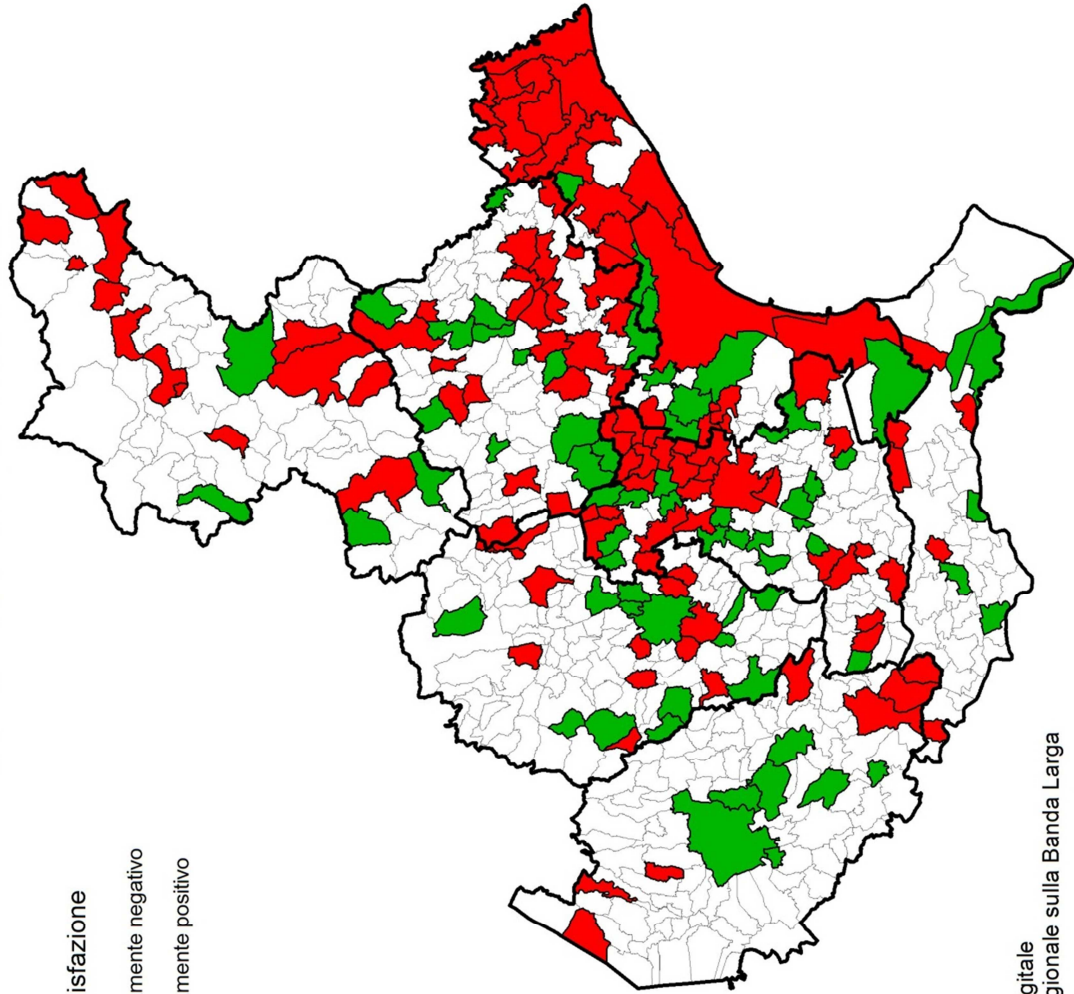 isfazione
mente negativo
mente positivo
gitale
gionale sulla Banda Larga